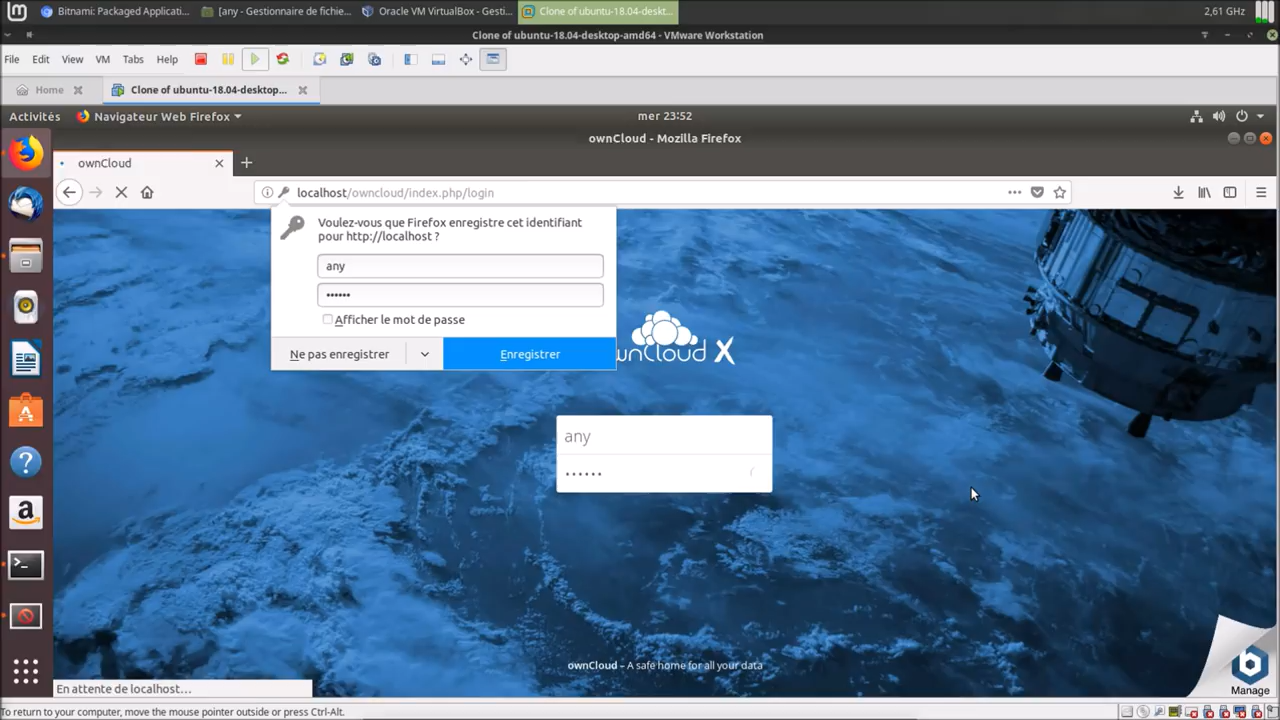 Bitnami: Packaged Applicati...
[any - Gestionnaire de fichie...
Oracle VM VirtualBox - Gesti...
Clone of ubuntu-18.04-deskt...
2,61 GHz
Clone of ubuntu-18.04-desktop-amd64 - VMware Workstation
File Edit View VM Tabs Help
Home
Clone of ubuntu-18.04-desktop...
Activités
Navigateur Web Firefox
mer 23:52
ownCloud - Mozilla Firefox
ownCloud
localhost/owncloud/index.php/login
Voulez-vous que Firefox enregistre cet identifiant
pour http://localhost ?
any
••••••
Afficher le mot de passe
Ne pas enregistrer
Enregistrer
wnCloud X
any
••••••
ownCloud – A safe home for all your data
Manage
En attente de localhost…
To return to your computer, move the mouse pointer outside or press Ctrl-Alt.